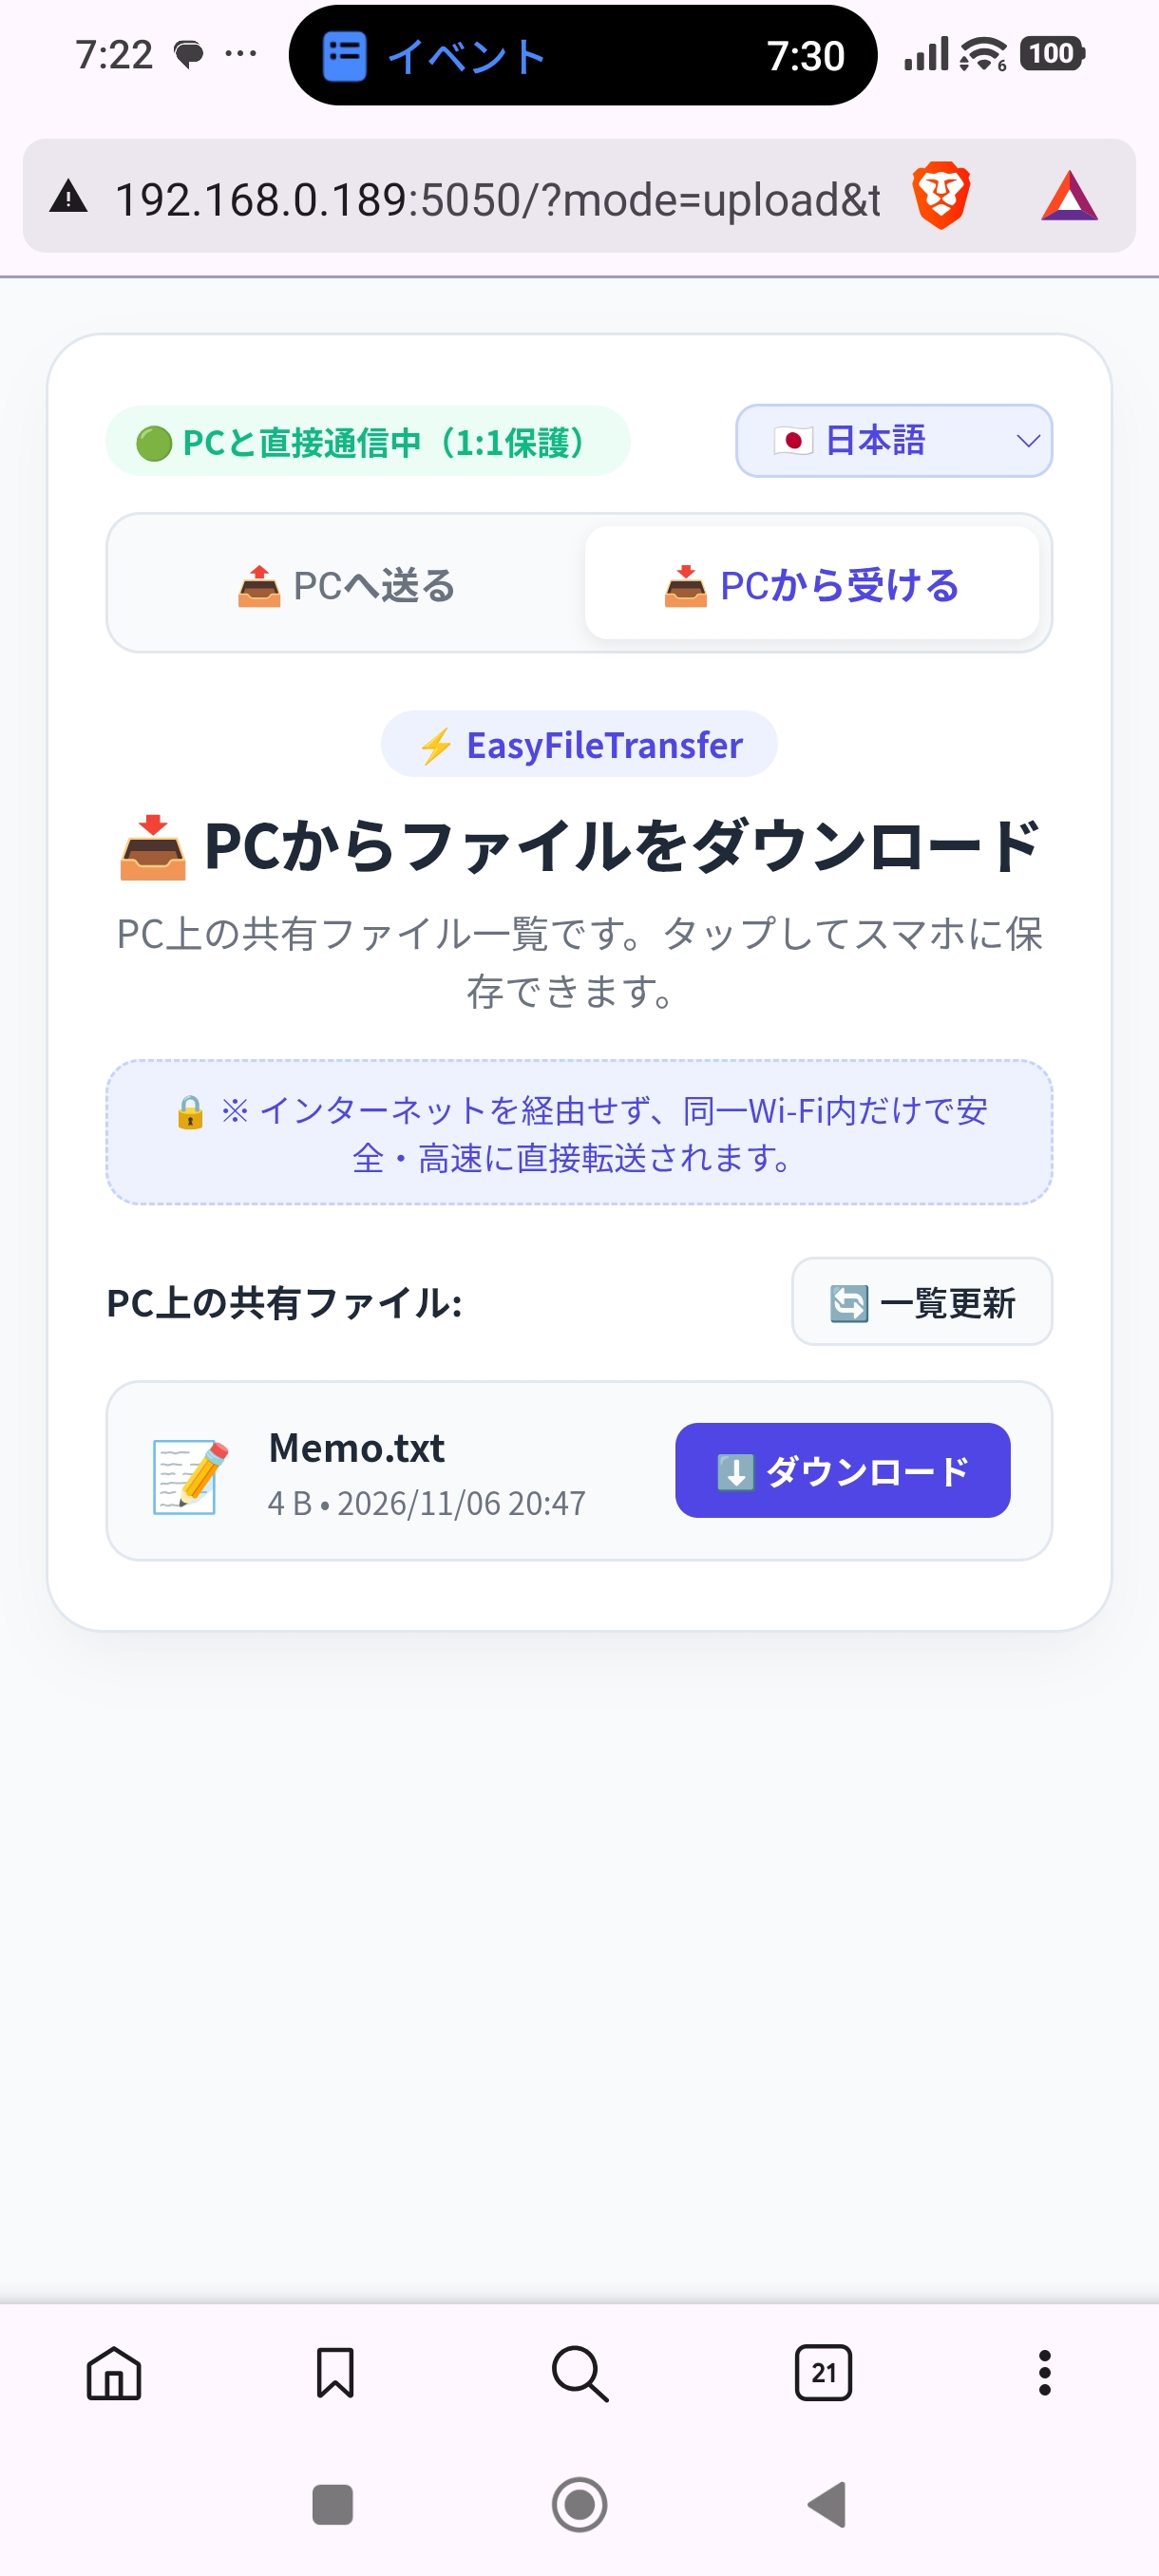 7:22
イベント
7:30
6
100
192.168.0.189:5050/?mode=upload&t
PCと直接通信中（1:1保護）
日本語
PCへ送る
PCから受ける
EasyFileTransfer
PCからファイルをダウンロード
PC上の共有ファイル一覧です。タップしてスマホに保
存できます。
※ インターネットを経由せず、同一Wi-Fi内だけで安
全・高速に直接転送されます。
PC上の共有ファイル:
一覧更新
Memo.txt
4 B • 2026/11/06 20:47
ダウンロード
21